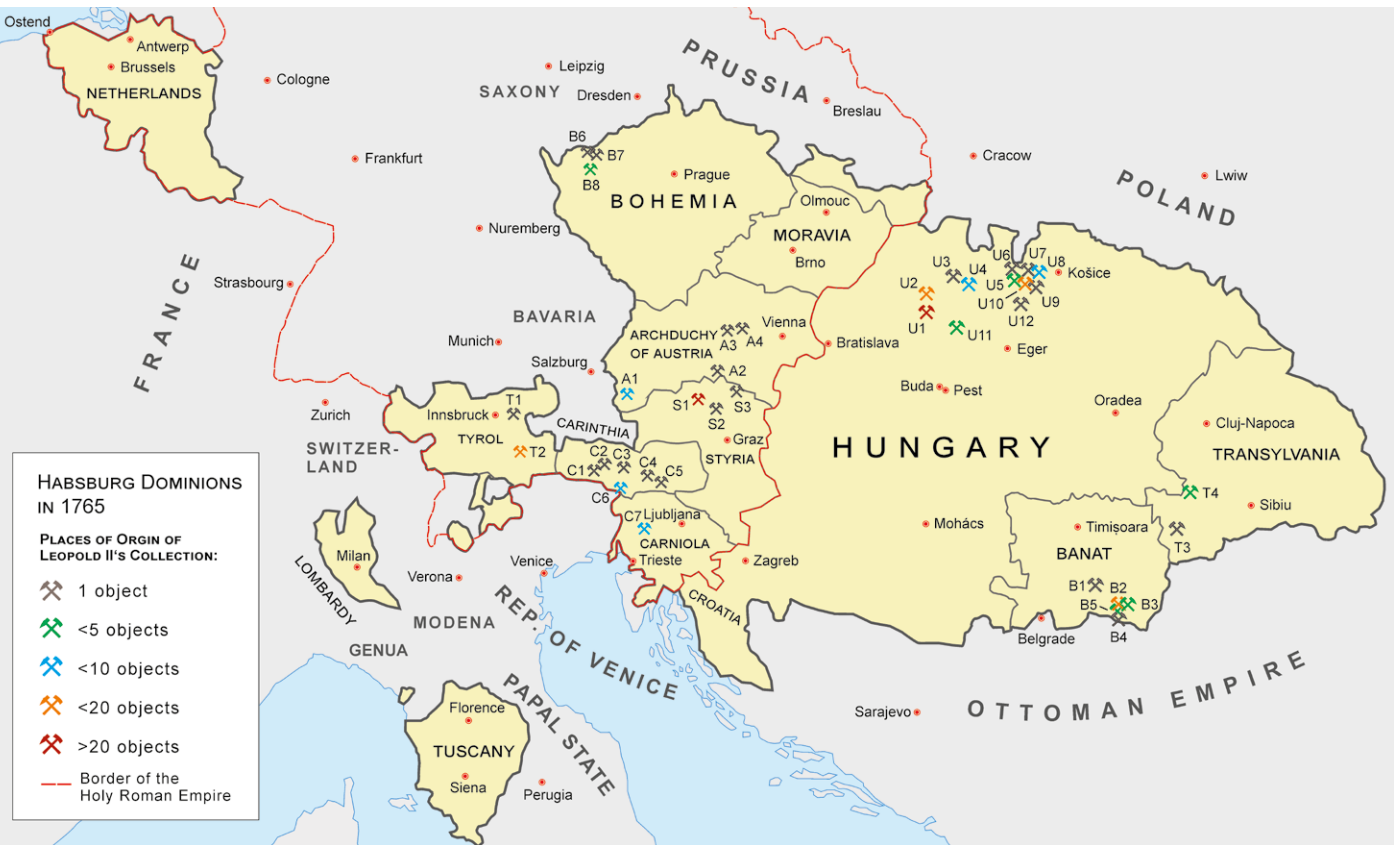 Ostend
Antwerp
Brussels
NETHERLANDS
Cologne
Leipzig
SAXONY
Dresden
PRUSSIA
Breslau
Frankfurt
Cracow
POLAND
Lwiw
B6
B7
B8
Prague
BOHEMIA
Olmouc
MORAVIA
Brno
Nuremberg
FRANCE
Strasbourg
BAVARIA
Munich
Salzburg
ARCHDUCHY
OF AUSTRIA
A3
A4
Vienna
A2
A1
S1
S2
S3
Graz
STYRIA
Bratislava
U1
U2
U3
U4
U5
U6
U7
U8
U9
U10
U11
U12
Košice
Eger
Buda
Pest
Oradea
HUNGARY
Cluj-Napoca
TRANSYLVANIA
Sibiu
T4
T3
Mohács
Timișoara
BANAT
B1
B2
B5
B3
B4
Belgrade
Zurich
SWITZER-
LAND
Innsbruck
T1
TYROL
T2
CARINTHIA
C1
C2
C3
C4
C5
C6
C7
Ljubljana
CARNIOLA
Trieste
Zagreb
CROATIA
Milan
LOMBARDY
Verona
Venice
MODENA
GENUA
REP. OF VENICE
PAPAL STATE
Florence
TUSCANY
Siena
Perugia
Sarajevo
OTTOMAN EMPIRE
HABSBURG DOMINIONS
IN 1765
PLACES OF ORGIN OF
LEOPOLD II'S COLLECTION:
1 object
<5 objects
<10 objects
<20 objects
>20 objects
Border of the
Holy Roman Empire